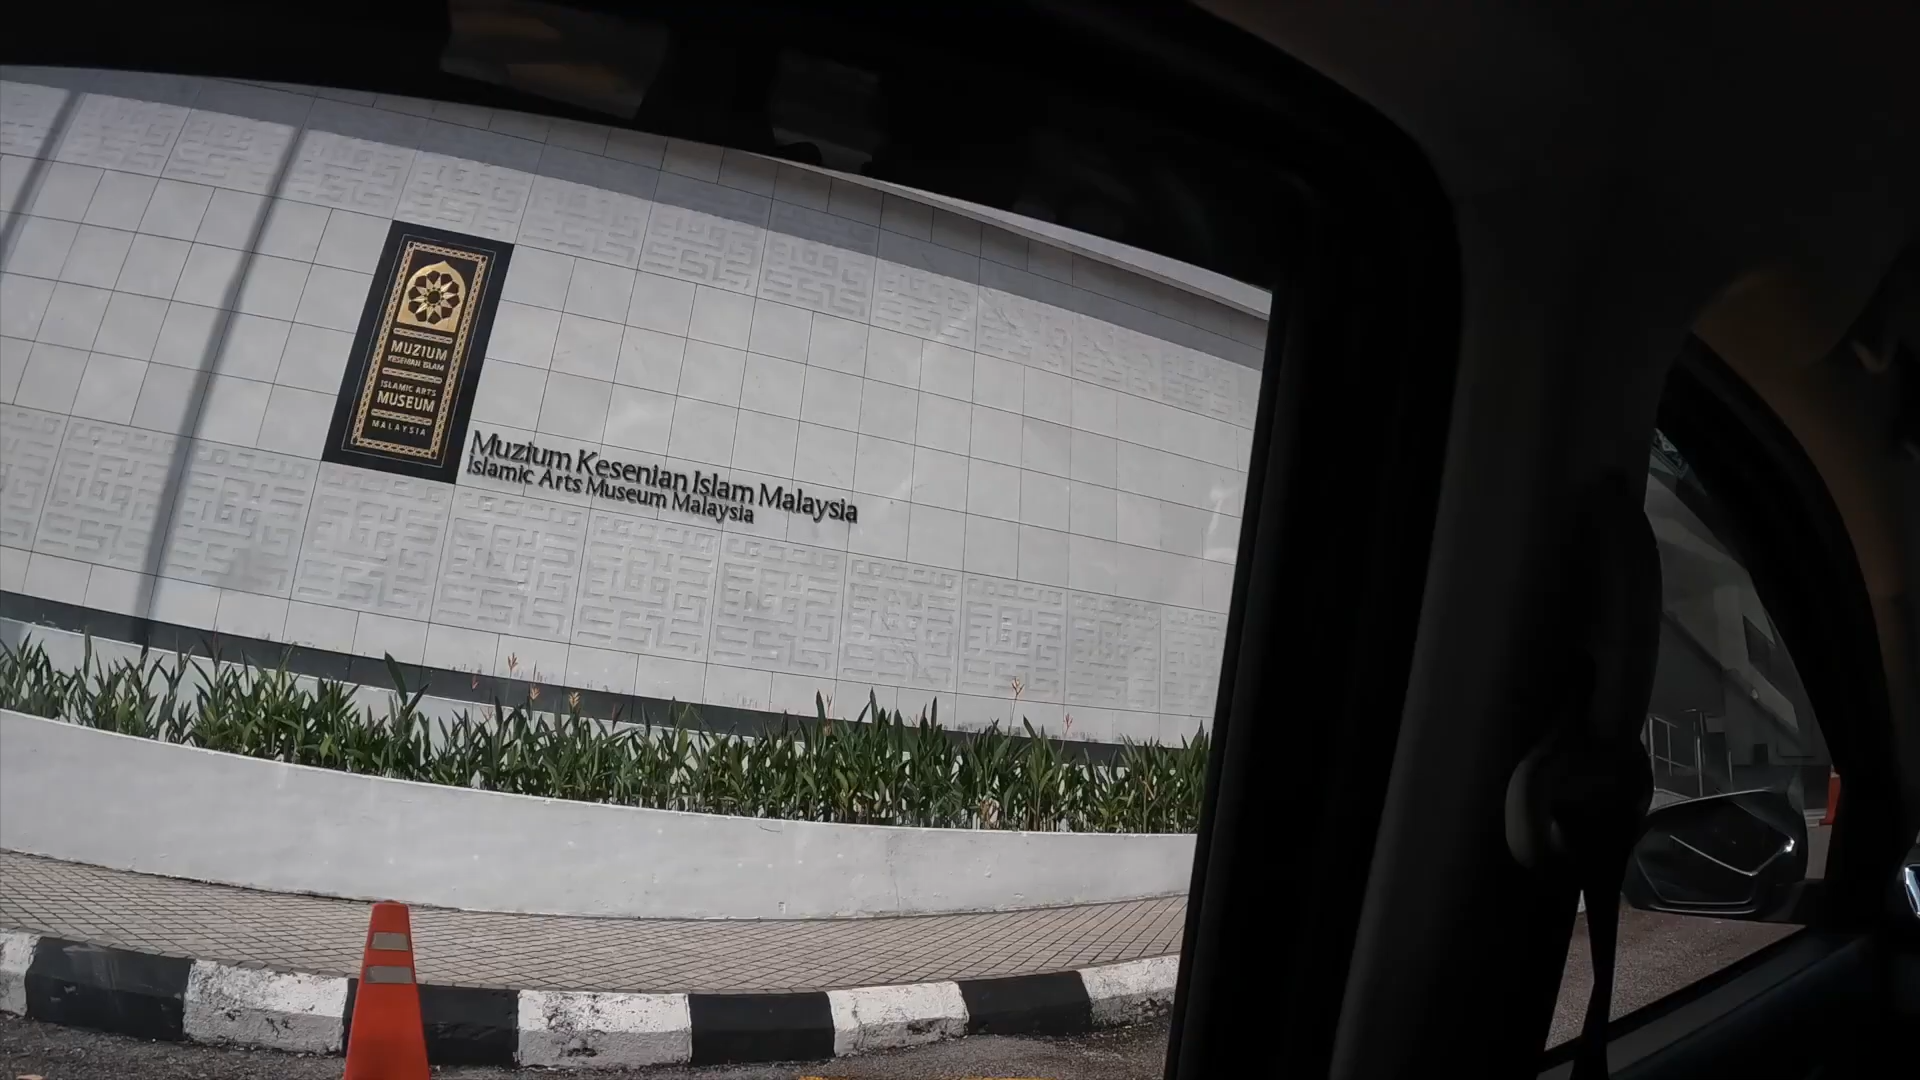 MUZIUM
KESENIAN ISLAM
ISLAMIC ARTS
MUSEUM
MALAYSIA
Muzium Kesenian Islam Malaysia
Islamic Arts Museum Malaysia